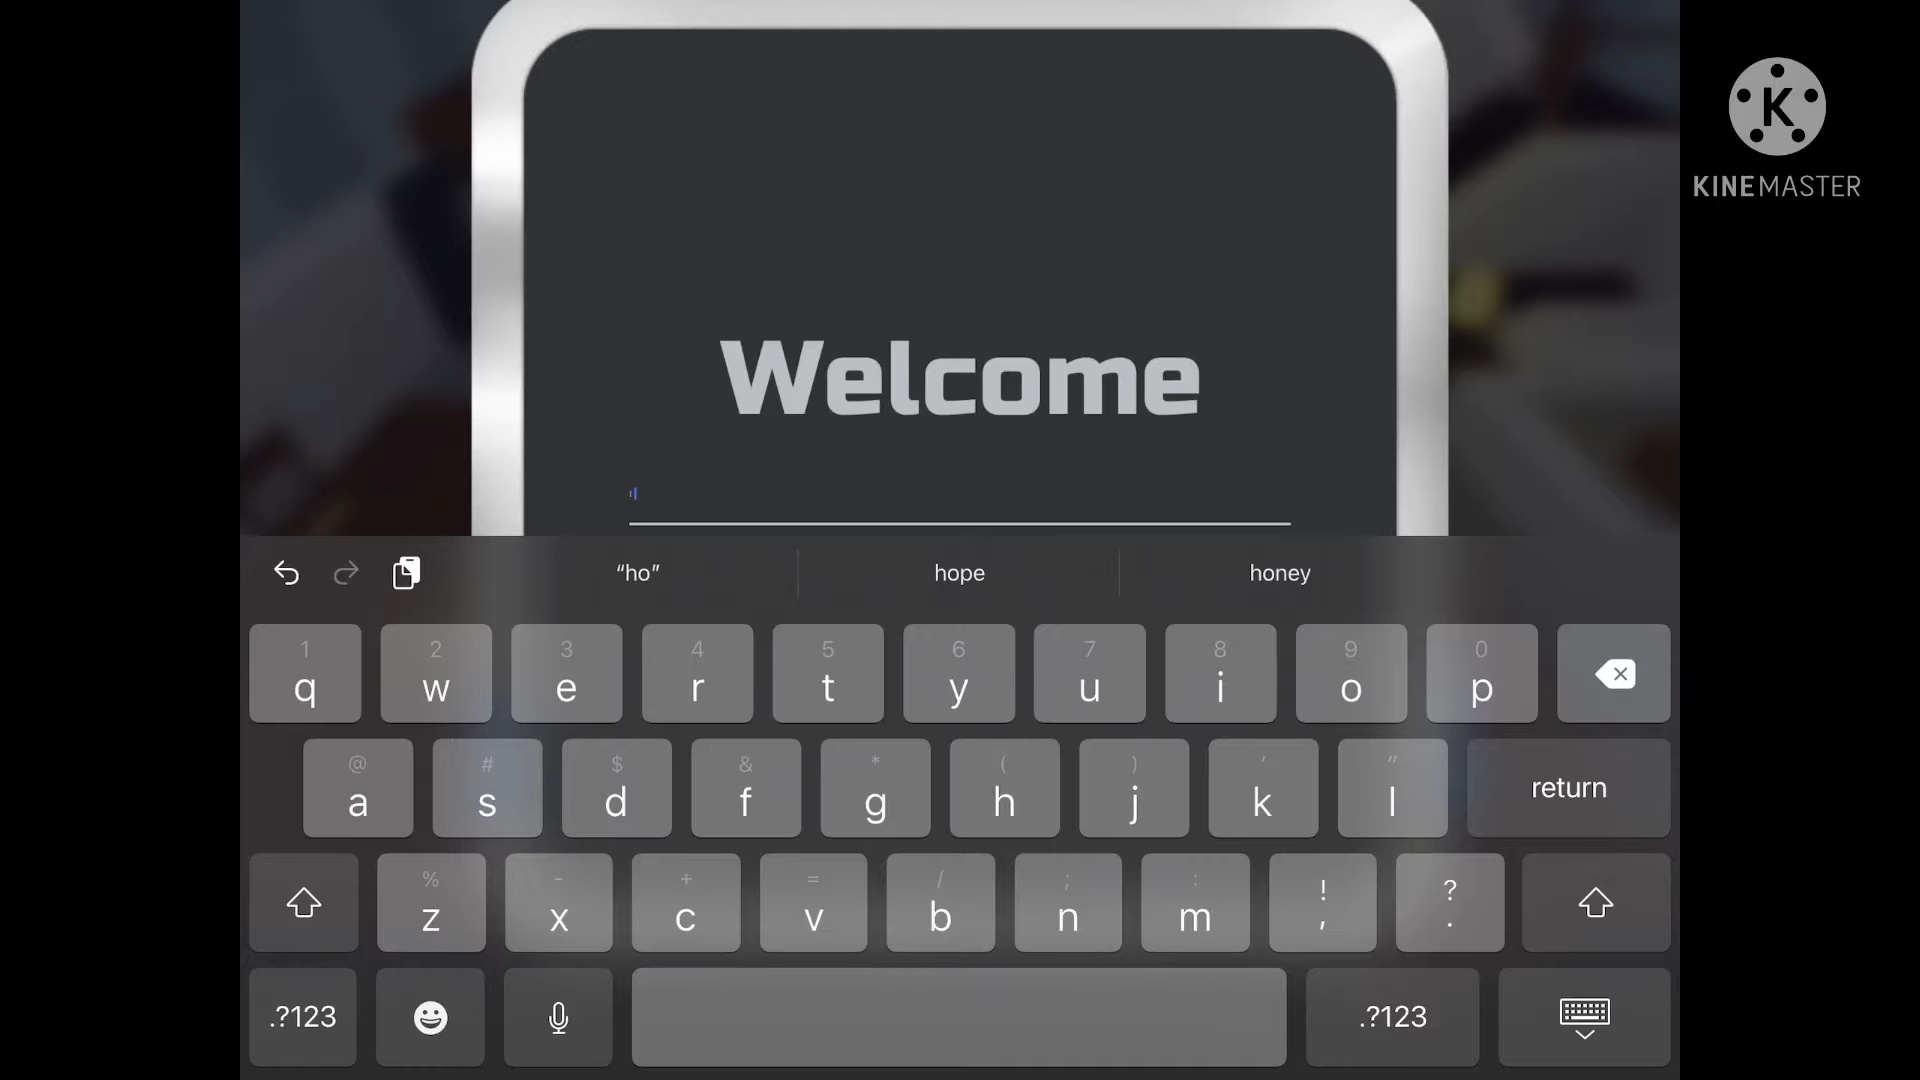 KINEMASTER
Welcome
“ho” hope honey
1 2 3 4 5 6 7 8 9 0
q w e r t y u i o p
@ # $ & * ( ) ' "
a s d f g h j k l return
% - + = / ; : ! ?
z x c v b n m , .
.?123 .?123